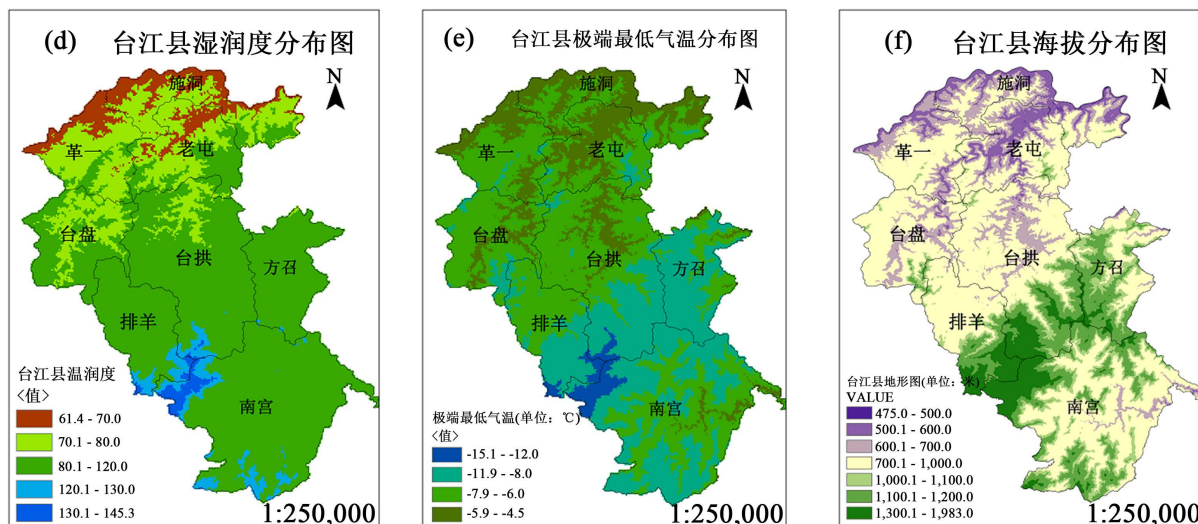 (d) 台江县湿润度分布图
N
施洞
革一
老屯
台盘
台拱
方召
排羊
南宫
台江县温润度
<值>
61.4 - 70.0
70.1 - 80.0
80.1 - 120.0
120.1 - 130.0
130.1 - 145.3
1:250,000
(e) 台江县极端最低气温分布图
N
施洞
革一
老屯
台盘
台拱
方召
排羊
南宫
极端最低气温(单位：℃)
<值>
-15.1 - -12.0
-11.9 - -8.0
-7.9 - -6.0
-5.9 - -4.5
1:250,000
(f) 台江县海拔分布图
N
施洞
革一
老屯
台盘
台拱
方召
排羊
南宫
台江县地形图(单位：米)
VALUE
475.0 - 500.0
500.1 - 600.0
600.1 - 700.0
700.1 - 1,000.0
1,000.1 - 1,100.0
1,100.1 - 1,200.0
1,300.1 - 1,983.0
1:250,000